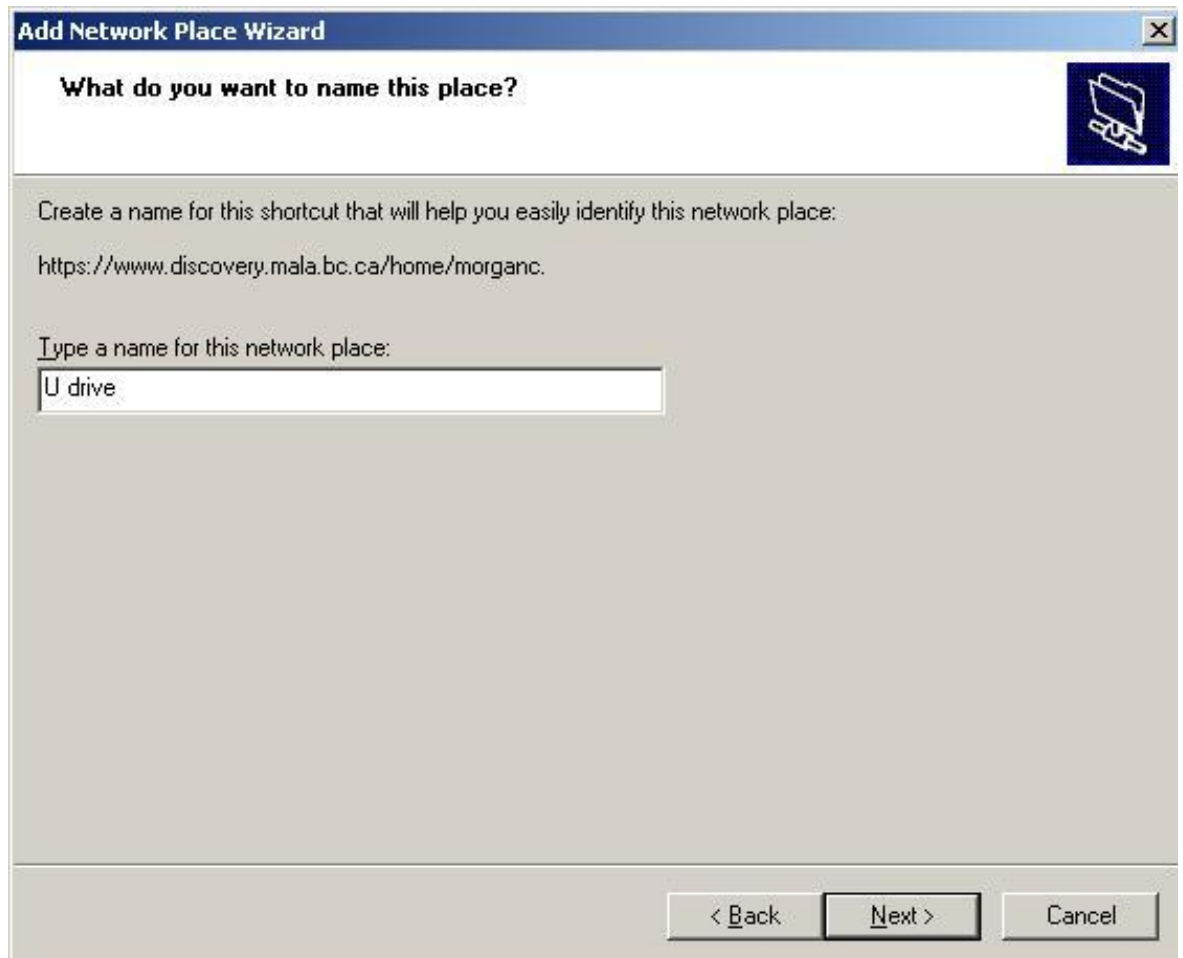 Add Network Place Wizard
What do you want to name this place?
Create a name for this shortcut that will help you easily identify this network place:
https://www.discovery.mala.bc.ca/home/morganc.
Type a name for this network place:
U drive
< Back
Next >
Cancel